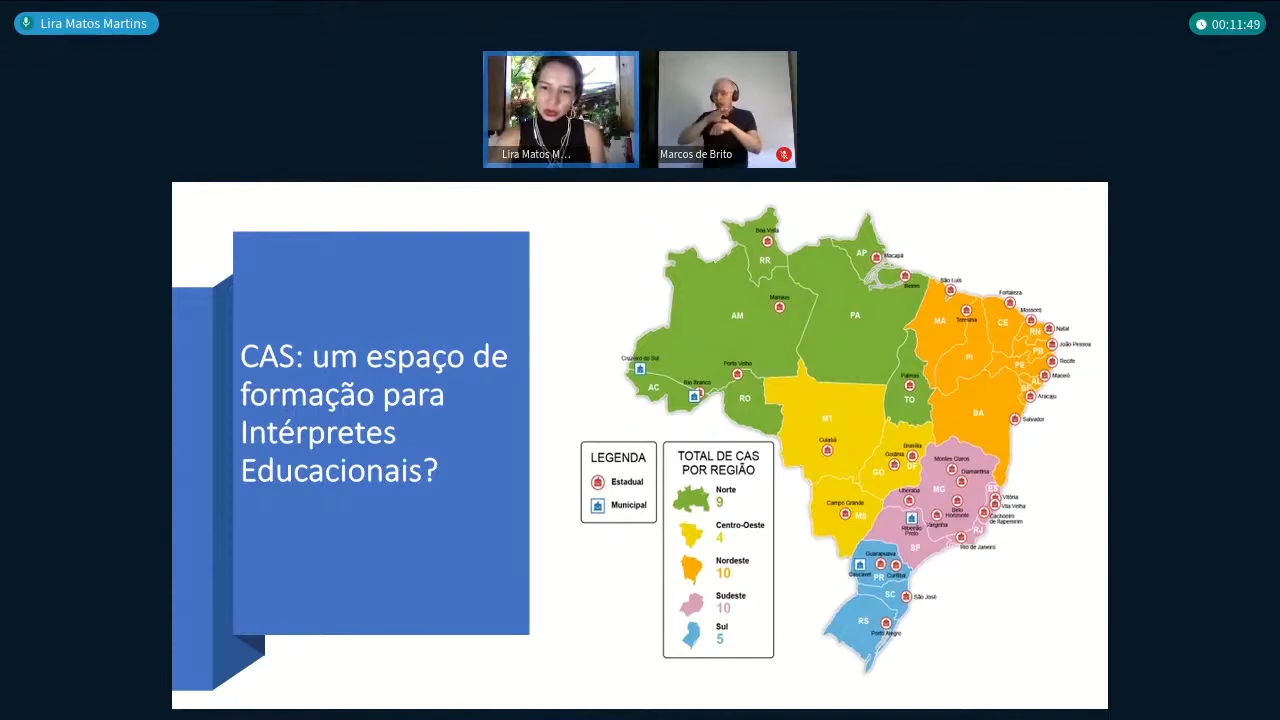 Lira Matos Martins
00:11:49
Lira Matos M...
Marcos de Brito
CAS: um espaço de
formação para
Intérpretes
Educacionais?
Boa Vista
RR
AP
Macapá
Belém
AM
Manaus
PA
São Luís
MA
Teresina
Fortaleza
CE
Mossoró
RN
Natal
PB
João Pessoa
PI
PE
Recife
AL
Maceió
SE
Aracaju
Cruzeiro do Sul
AC
Rio Branco
Porto Velho
RO
Palmas
TO
BA
Salvador
MT
Cuiabá
Goiânia
Brasília
GO
DF
Montes Claros
Diamantina
MG
ES
Vitória
Vila Velha
Cachoeiro
de Itapemirim
Campo Grande
MS
Uberaba
Belo
Horizonte
Varginha
Ribeirão
Preto
RJ
Rio de Janeiro
SP
Guarapuava
Cascavel
Curitiba
PR
SC
São José
RS
Porto Alegre
LEGENDA
Estadual
Municipal
TOTAL DE CAS
POR REGIÃO
Norte
9
Centro-Oeste
4
Nordeste
10
Sudeste
10
Sul
5